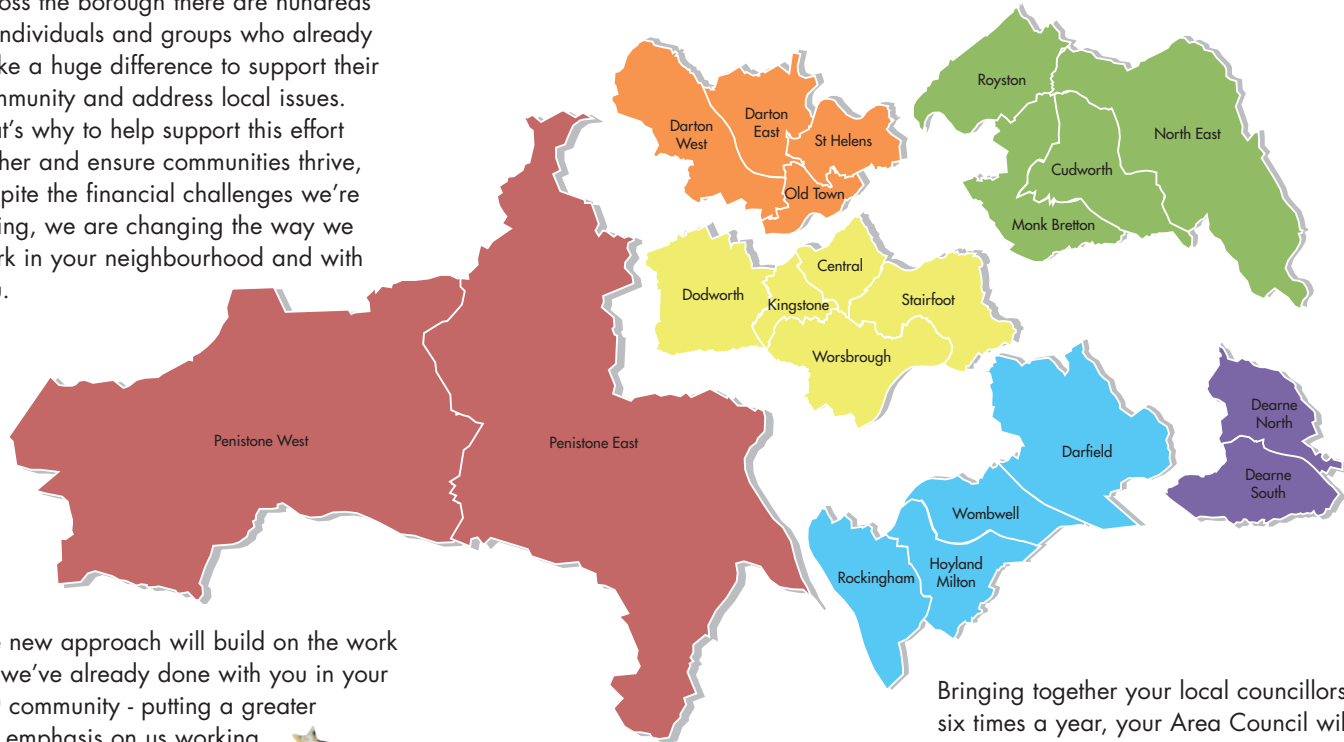 oss the borough there are hundreds
ndividuals and groups who already
ke a huge difference to support their
mmunity and address local issues.
at's why to help support this effort
her and ensure communities thrive,
pite the financial challenges we're
ing, we are changing the way we
rk in your neighbourhood and with
u.
Darton
West
Darton
East
St Helens
Old Town
Royston
North East
Cudworth
Monk Bretton
Dodworth
Central
Kingstone
Stairfoot
Worsbrough
Penistone West
Penistone East
Darfield
Wombwell
Hoyland
Milton
Rockingham
Dearne
North
Dearne
South
e new approach will build on the work
we've already done with you in your
community - putting a greater
emphasis on us working
Bringing together your local councillors
six times a year, your Area Council wil